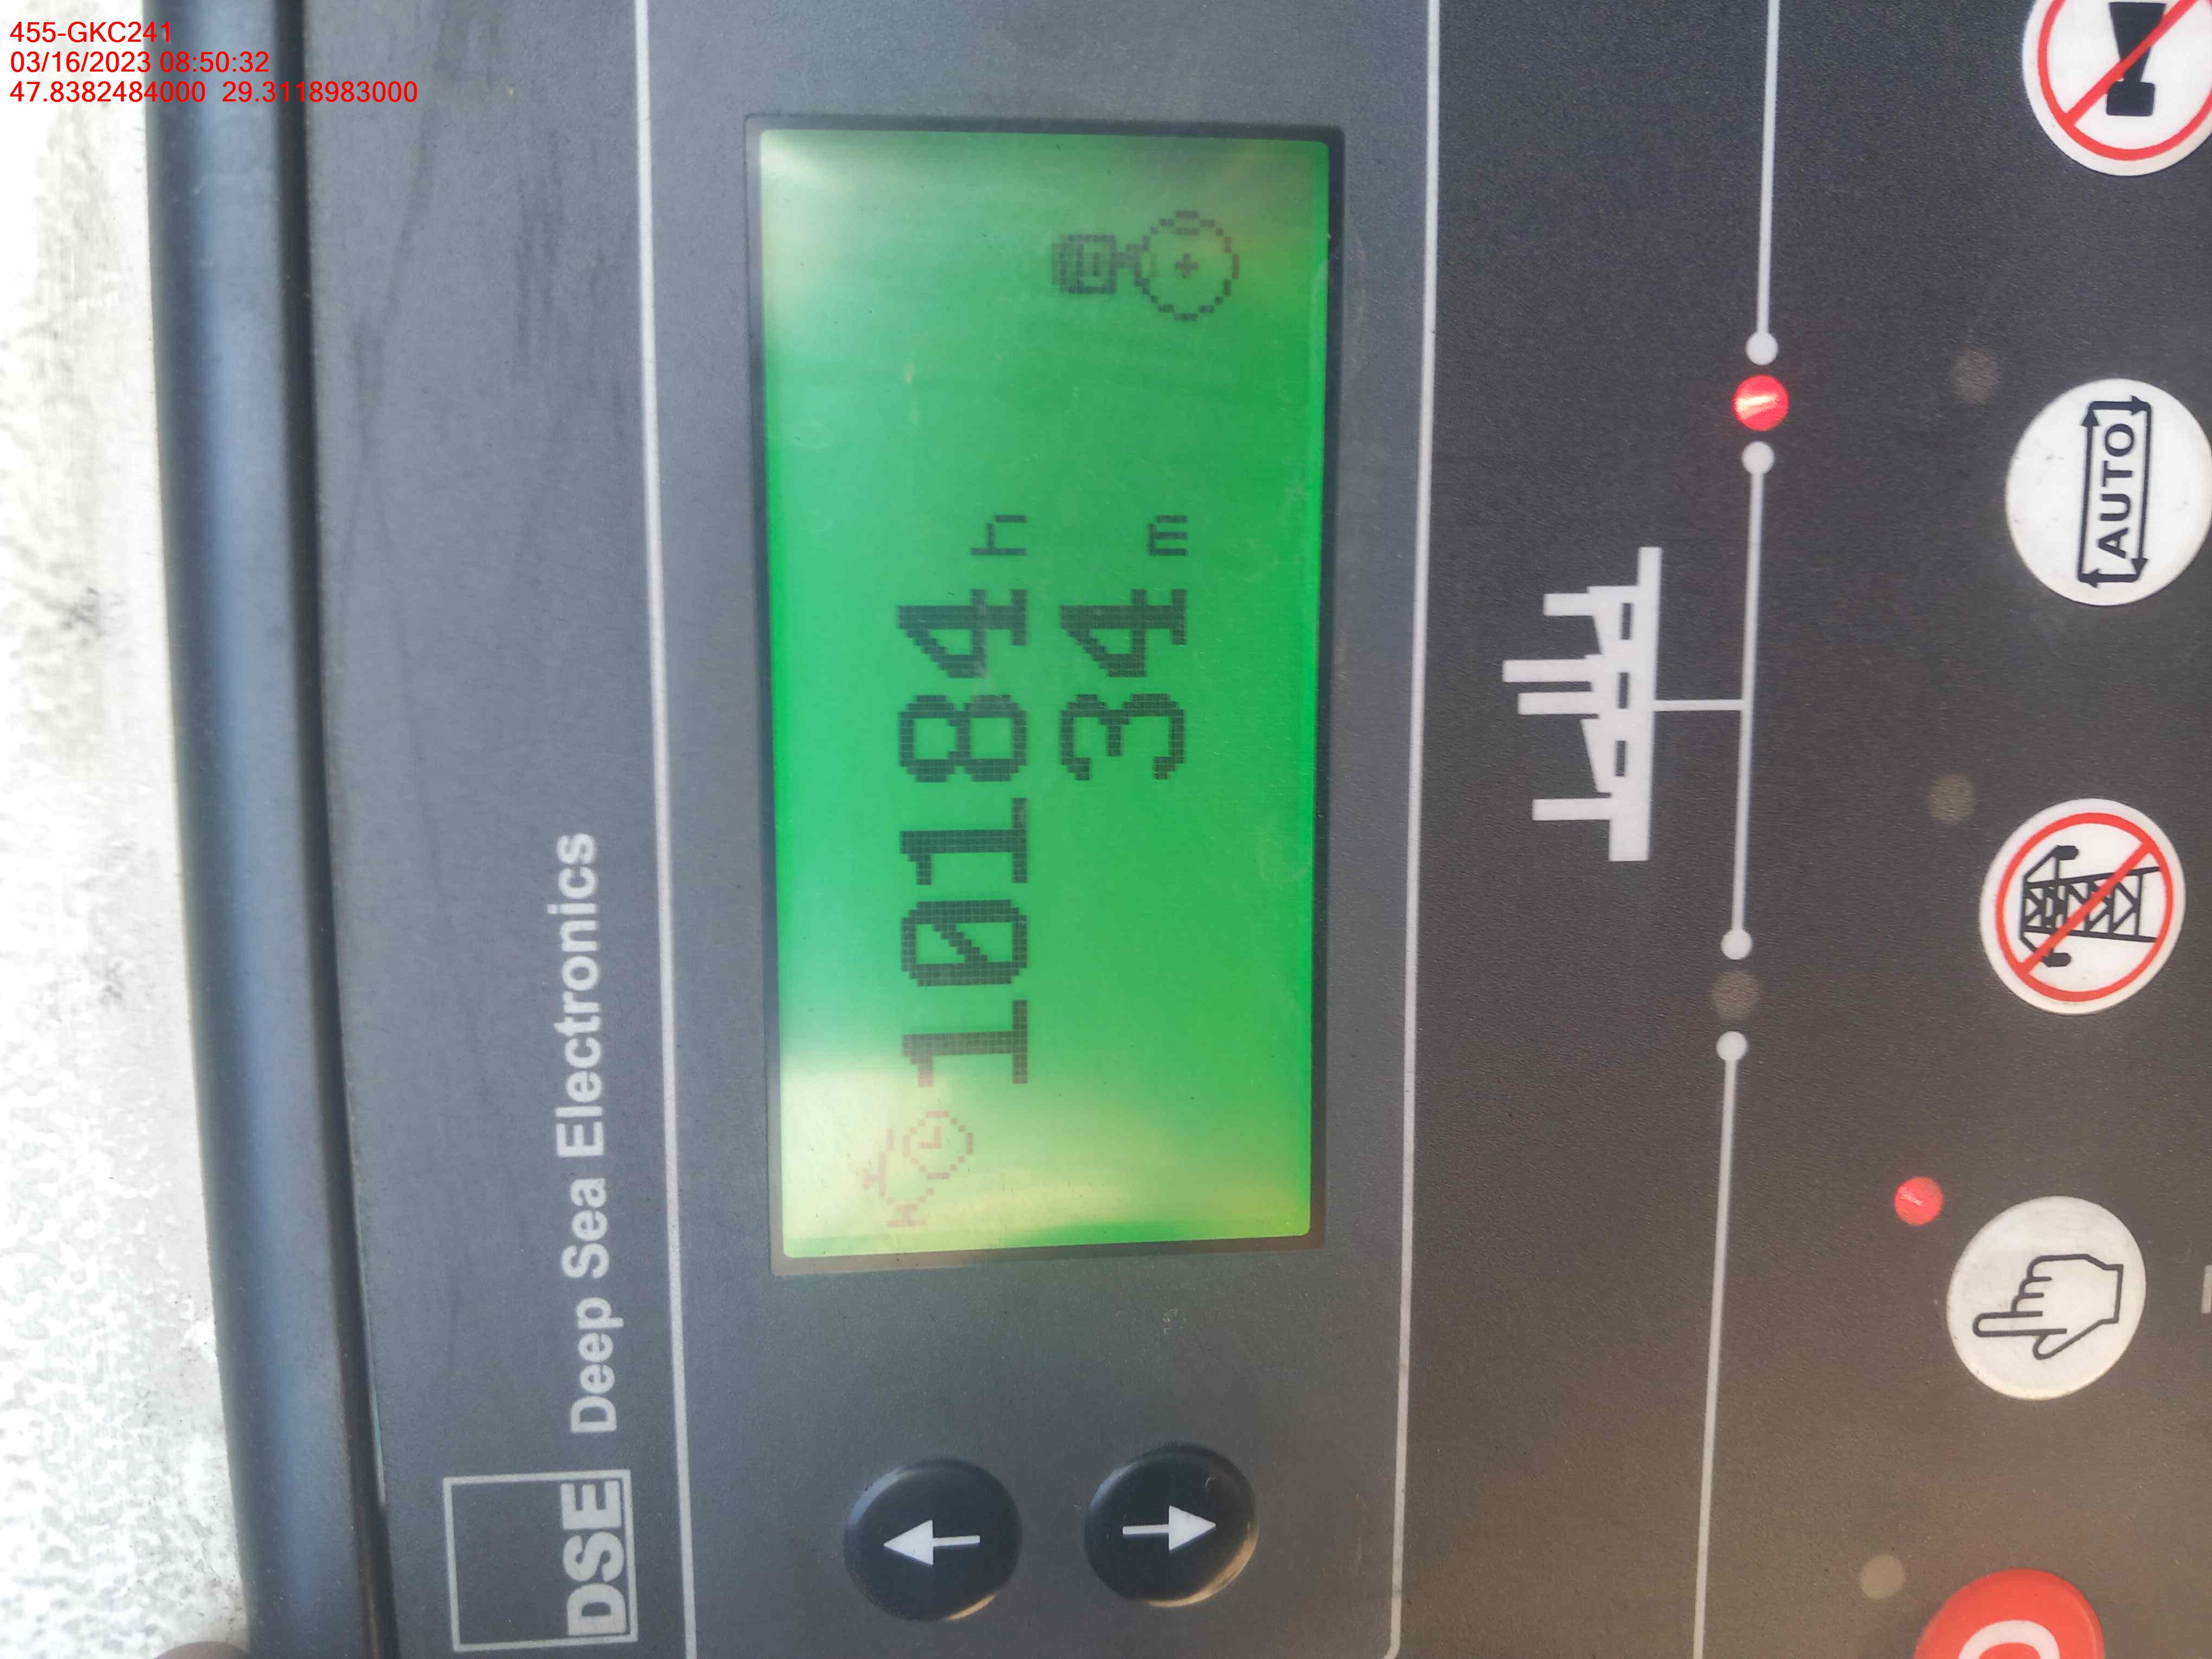 455-GKC241
03/16/2023 08:50:32
47.8382484000 29.3118983000
DSE Deep Sea Electronics
10184 h
34 m
AUTO